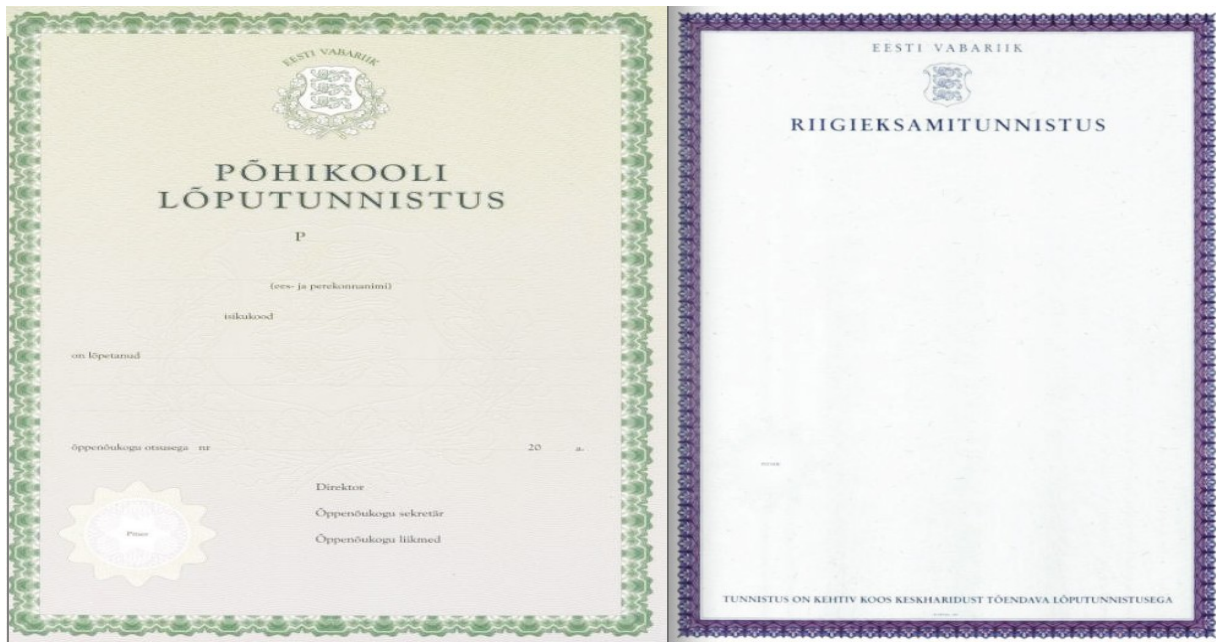 EESTI VABARIIK
PÕHIKOOLI
LÕPUTUNNISTUS
P
(ees- ja perekonnanimi)
isikukood
on lõpetanud
õppenõukogu otsusega nr 20 a.
Direktor
Õppenõukogu sekretär
Õppenõukogu liikmed
Pitser
EESTI VABARIIK
RIIGIEKSAMITUNNISTUS
TUNNISTUS ON KEHTIV KOOS KESKHARIDUST TÕENDAVA LÕPUTUNNISTUSEGA